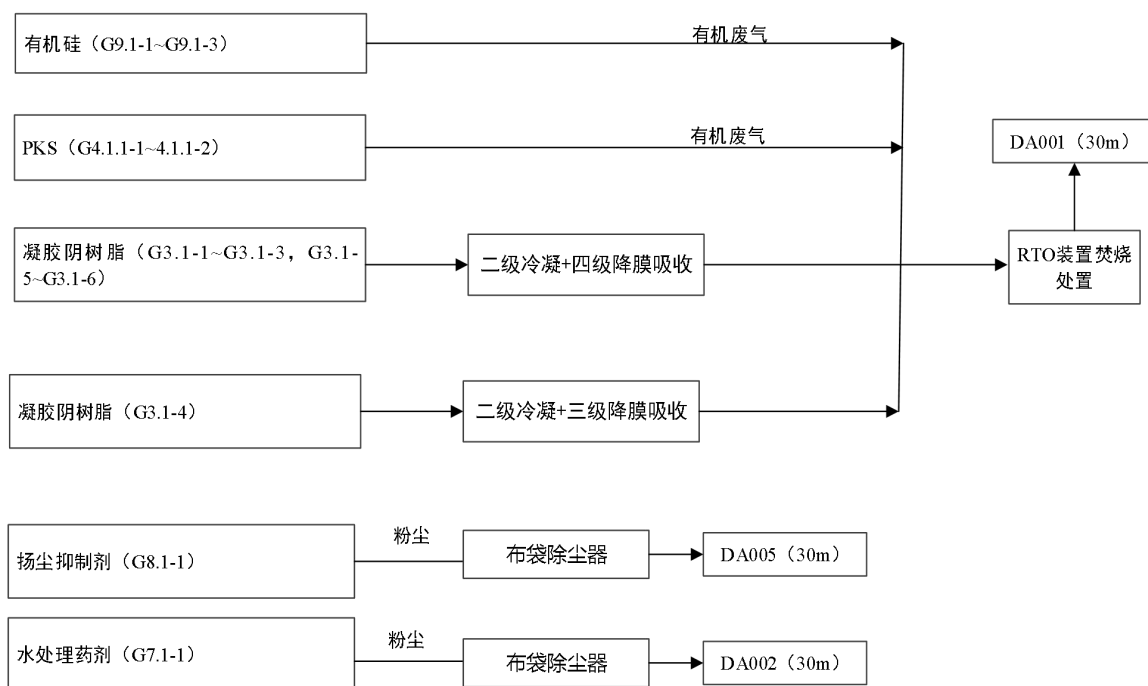 有机硅（G9.1-1~G9.1-3）
有机废气
PKS（G4.1.1-1~4.1.1-2）
有机废气
DA001（30m）
凝胶阴树脂（G3.1-1~G3.1-3，G3.1-
5~G3.1-6）
二级冷凝+四级降膜吸收
RTO装置焚烧
处置
凝胶阴树脂（G3.1-4）
二级冷凝+三级降膜吸收
扬尘抑制剂（G8.1-1）
粉尘
布袋除尘器
DA005（30m）
水处理药剂（G7.1-1）
粉尘
布袋除尘器
DA002（30m）